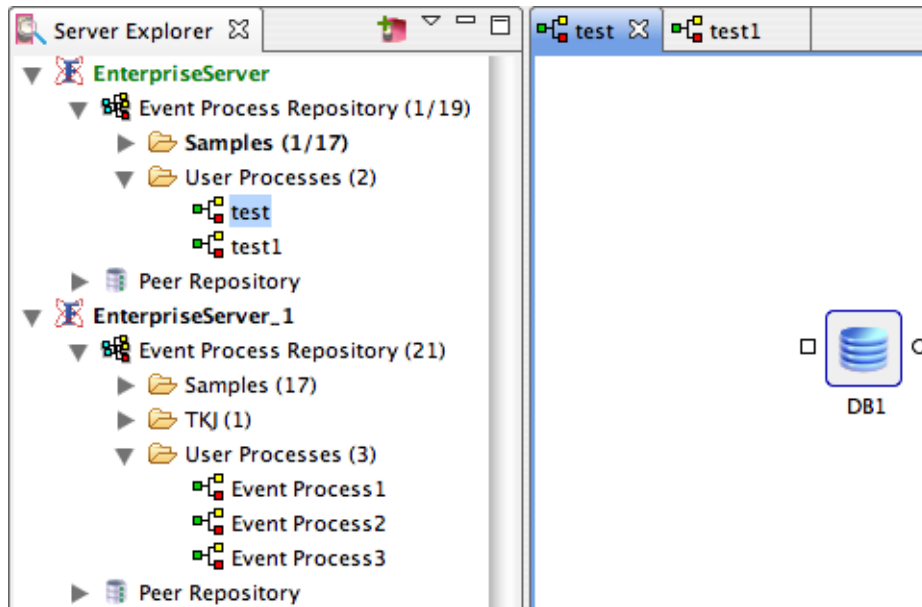 Server Explorer
EnterpriseServer
Event Process Repository (1/19)
Samples (1/17)
User Processes (2)
test
test1
Peer Repository
EnterpriseServer_1
Event Process Repository (21)
Samples (17)
TKJ (1)
User Processes (3)
Event Process1
Event Process2
Event Process3
Peer Repository
test
test1
DB1